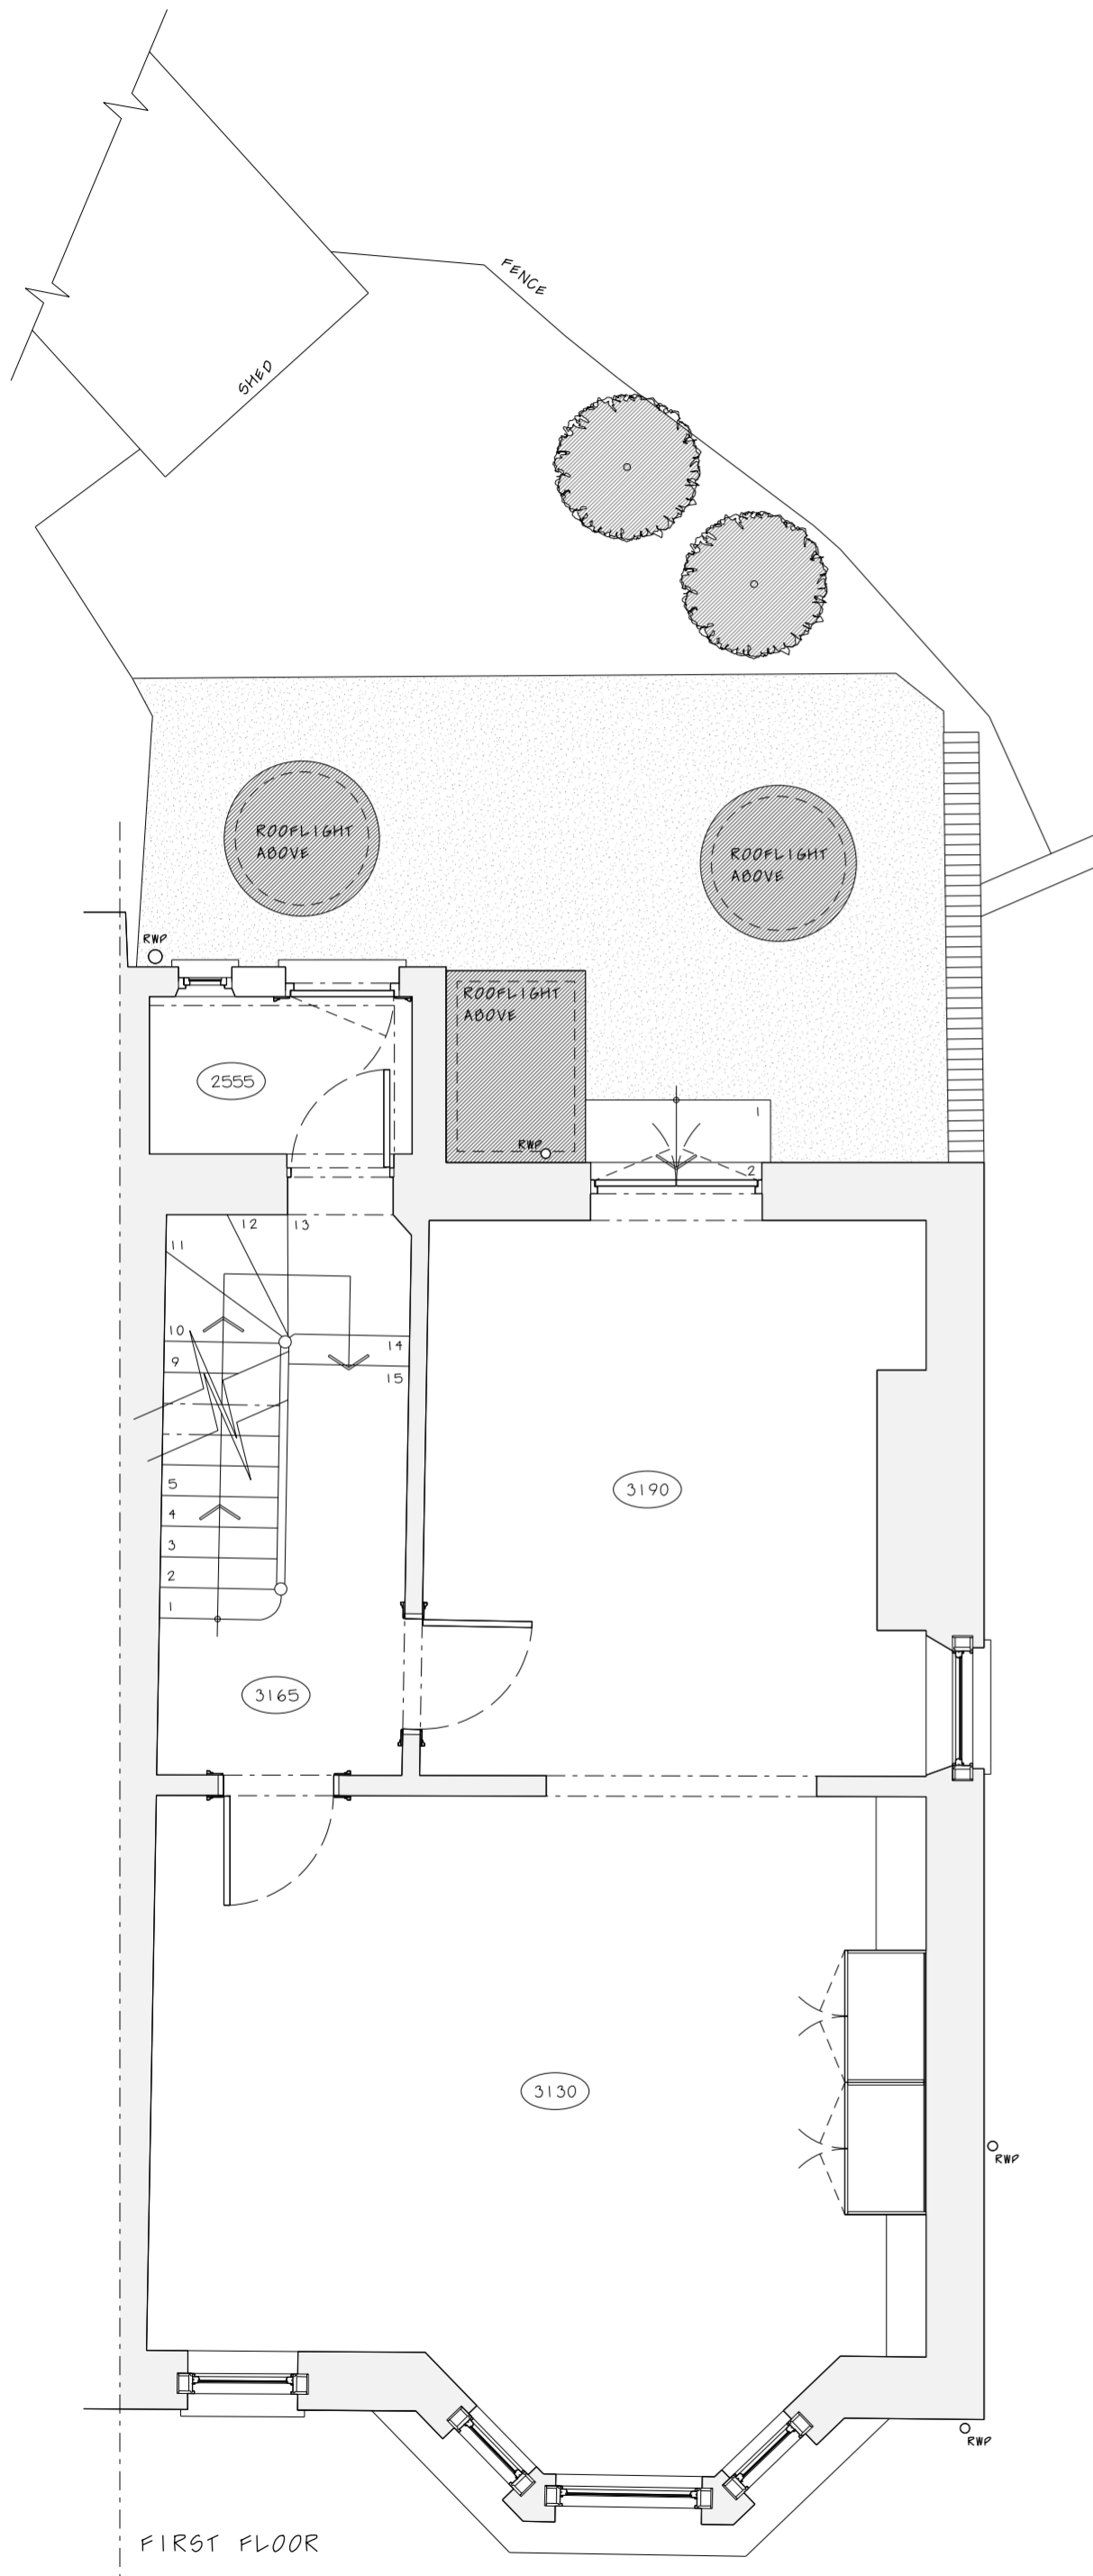 FENCE
SHED
ROOFLIGHT
ABOVE
ROOFLIGHT
ABOVE
RWP
ROOFLIGHT
ABOVE
2555
1
RWP
2
12
13
11
10
14
9
15
5
3190
4
3
2
1
3165
3130
RWP
RWP
FIRST FLOOR